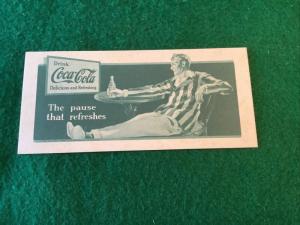 Drink
Coca-Cola
Delicious and Refreshing
The pause
that refreshes